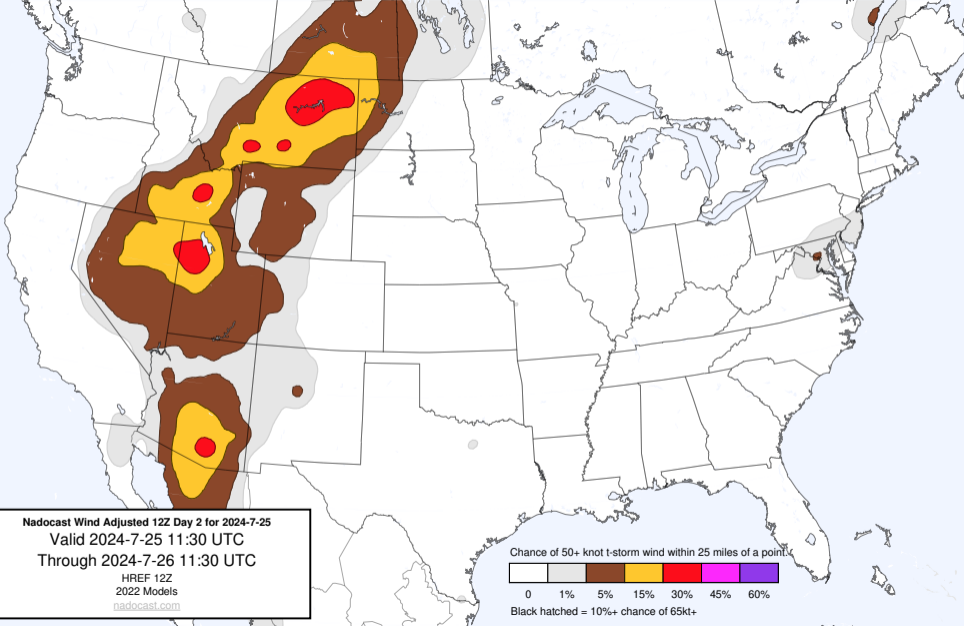 Nadocast Wind Adjusted 12Z Day 2 for 2024-7-25
Valid 2024-7-25 11:30 UTC
Through 2024-7-26 11:30 UTC
HREF 12Z
2022 Models
nadocast.com
Chance of 50+ knot t-storm wind within 25 miles of a point.
0 1% 5% 15% 30% 45% 60%
Black hatched = 10%+ chance of 65kt+